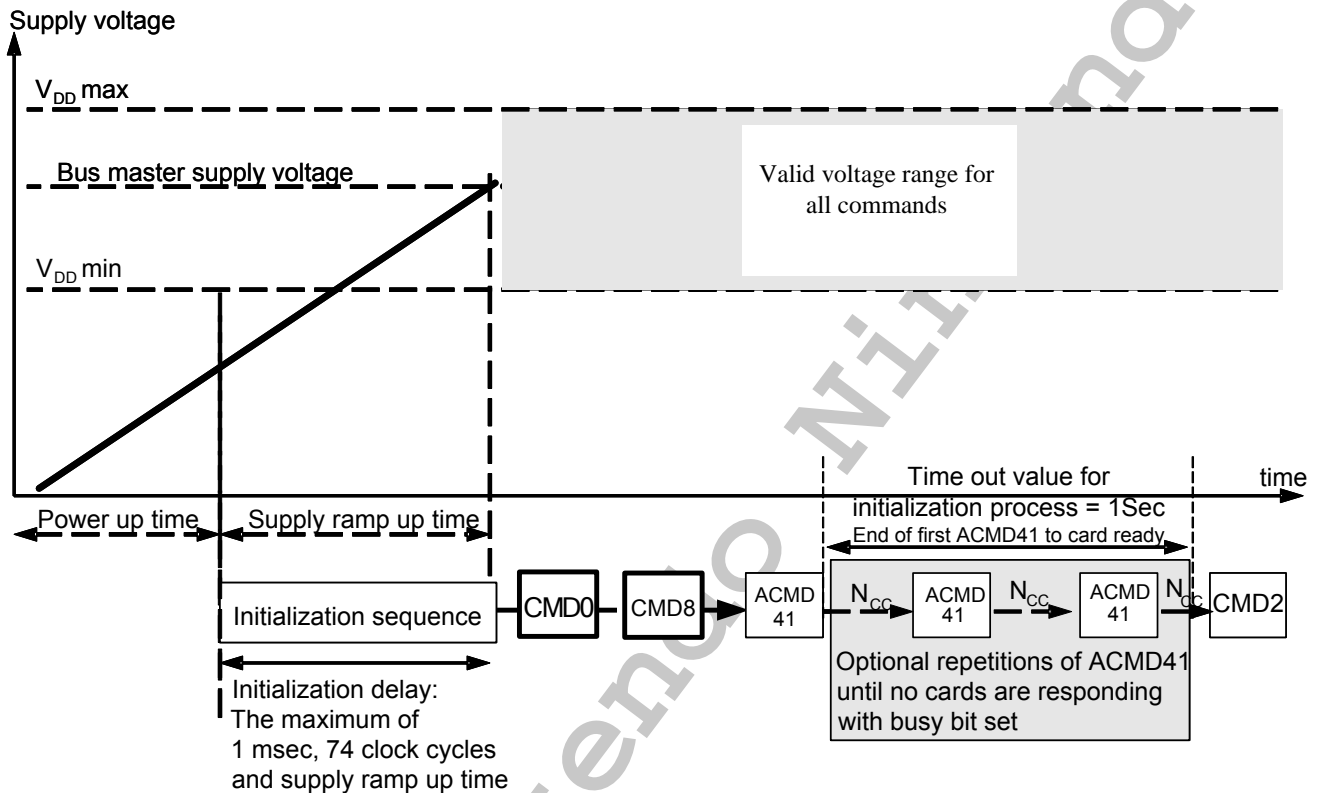 Supply voltage
V_DD max
Bus master supply voltage
Valid voltage range for
all commands
V_DD min
Time out value for
initialization process = 1Sec
End of first ACMD41 to card ready
time
Power up time
Supply ramp up time
Initialization sequence
CMD0
CMD8
ACMD
41
N_CC
ACMD
41
N_CC
ACMD
41
N_CC
CMD2
Optional repetitions of ACMD41
until no cards are responding
with busy bit set
Initialization delay:
The maximum of
1 msec, 74 clock cycles
and supply ramp up time